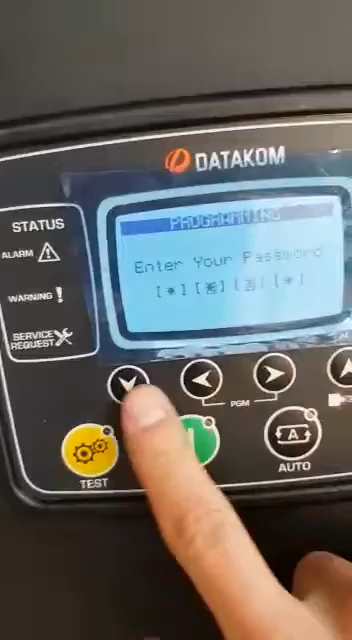 DATAKOM
STATUS
ALARM
WARNING
SERVICE
REQUEST
PROGRAMMING
Enter Your Password
[*] [*] [*] [*]
PGM
A
TEST
AUTO